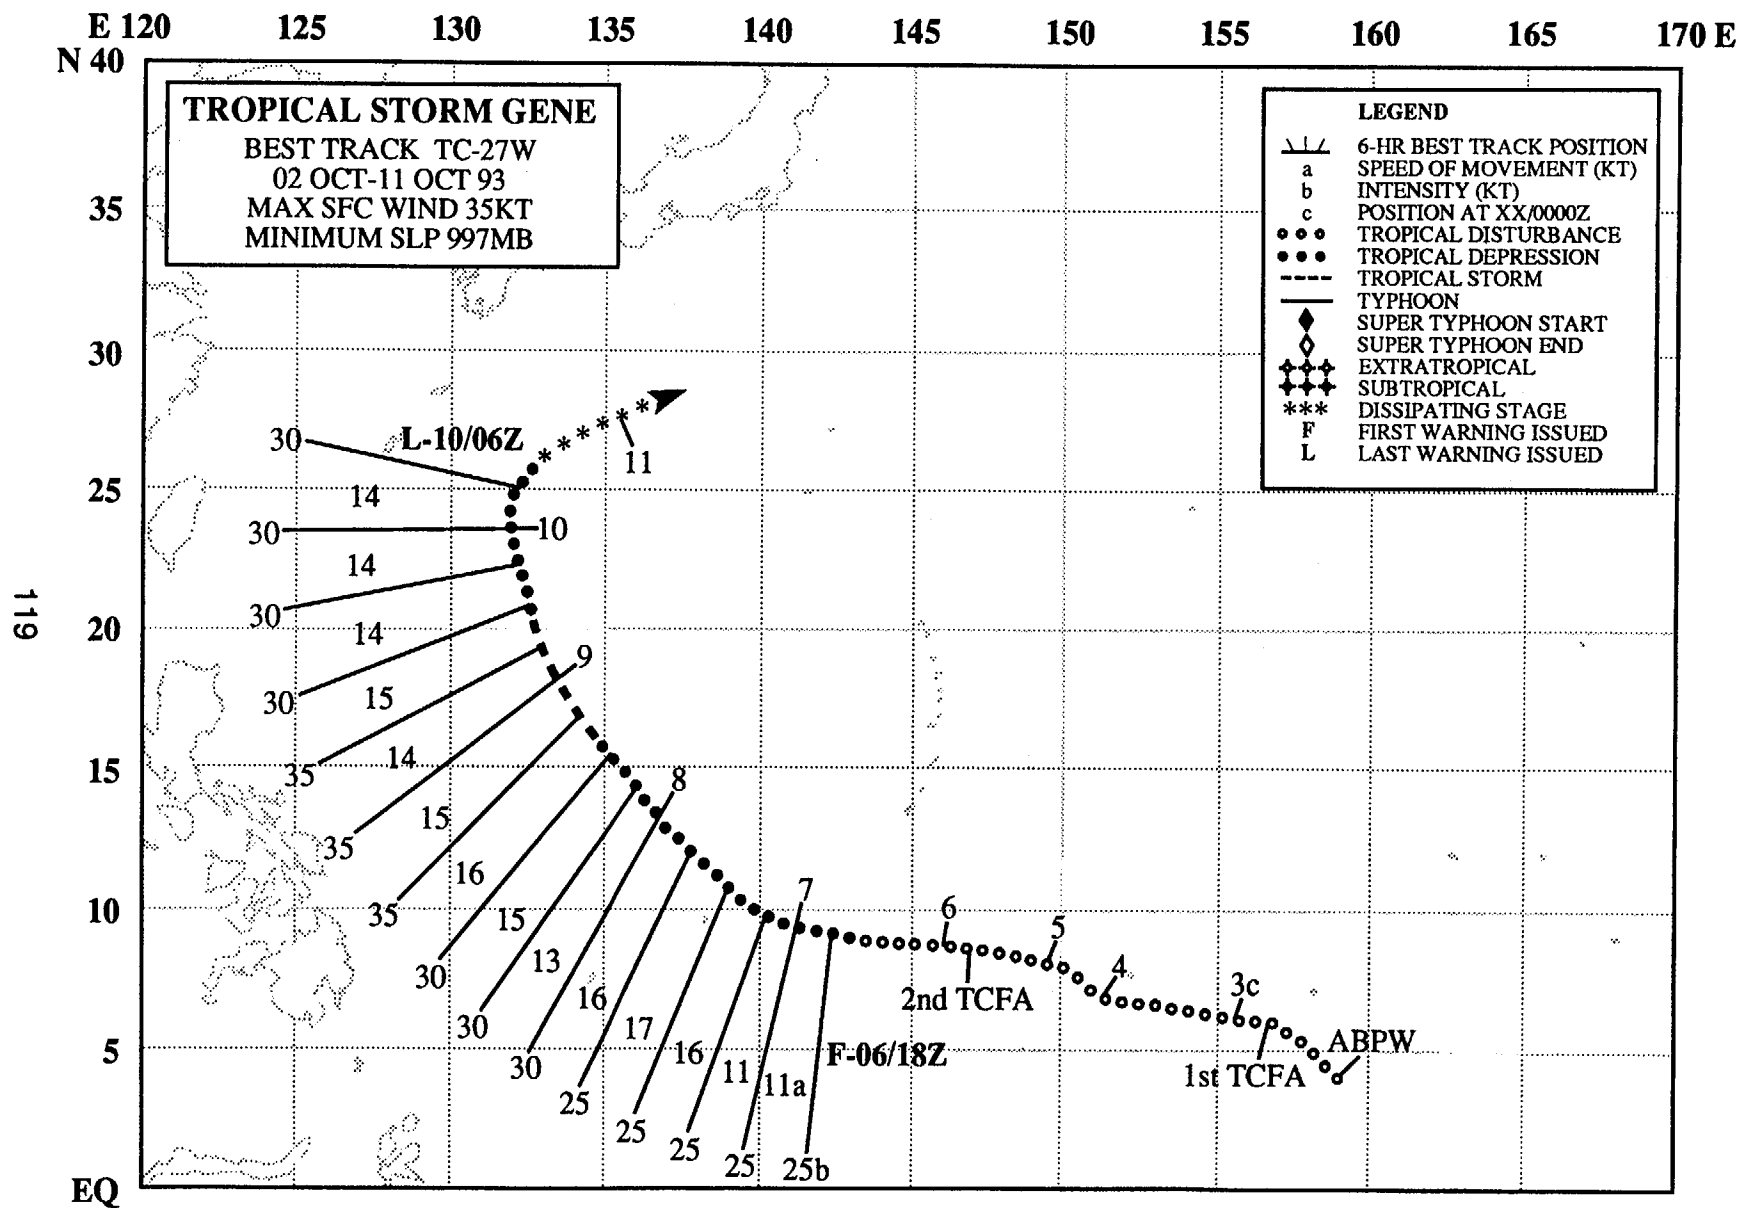 E 120 125 130 135 140 145 150 155 160 165 170 E
N 40
TROPICAL STORM GENE
BEST TRACK TC-27W
02 OCT-11 OCT 93
MAX SFC WIND 35KT
MINIMUM SLP 997MB
LEGEND
6-HR BEST TRACK POSITION
a SPEED OF MOVEMENT (KT)
b INTENSITY (KT)
c POSITION AT XX/0000Z
TROPICAL DISTURBANCE
TROPICAL DEPRESSION
TROPICAL STORM
TYPHOON
SUPER TYPHOON START
SUPER TYPHOON END
EXTRATROPICAL
SUBTROPICAL
*** DISSIPATING STAGE
F FIRST WARNING ISSUED
L LAST WARNING ISSUED
35
30
30 L-10/06Z
11
25
14
30 10
14
30
119
20
14
9
30
15
35
14
15
8
15
35
16
35
7
10
6
15
5
13
30
4
3c
16
2nd TCFA
30
17
ABPW
5
16
F-06/18Z
30
11
1st TCFA
11a
25
25
25
25
25b
EQ